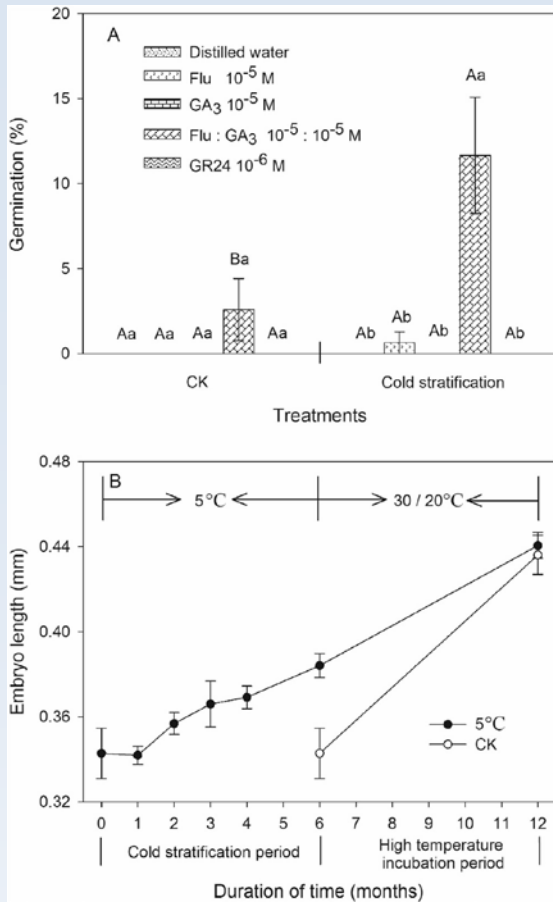 A
Distilled water
Flu 10⁻⁵ M
GA₃ 10⁻⁵ M
Flu : GA₃ 10⁻⁵ : 10⁻⁵ M
GR24 10⁻⁶ M
Germination (%)
20
15
10
5
0
Aa Aa Aa Ba Aa
Ab Ab Ab Aa Ab
CK Cold stratification
Treatments
B
5°C 30 / 20°C
Embryo length (mm)
0.48
0.44
0.40
0.36
0.32
5°C
CK
0 1 2 3 4 5 6 7 8 9 10 11 12
Cold stratification period
High temperature
incubation period
Duration of time (months)